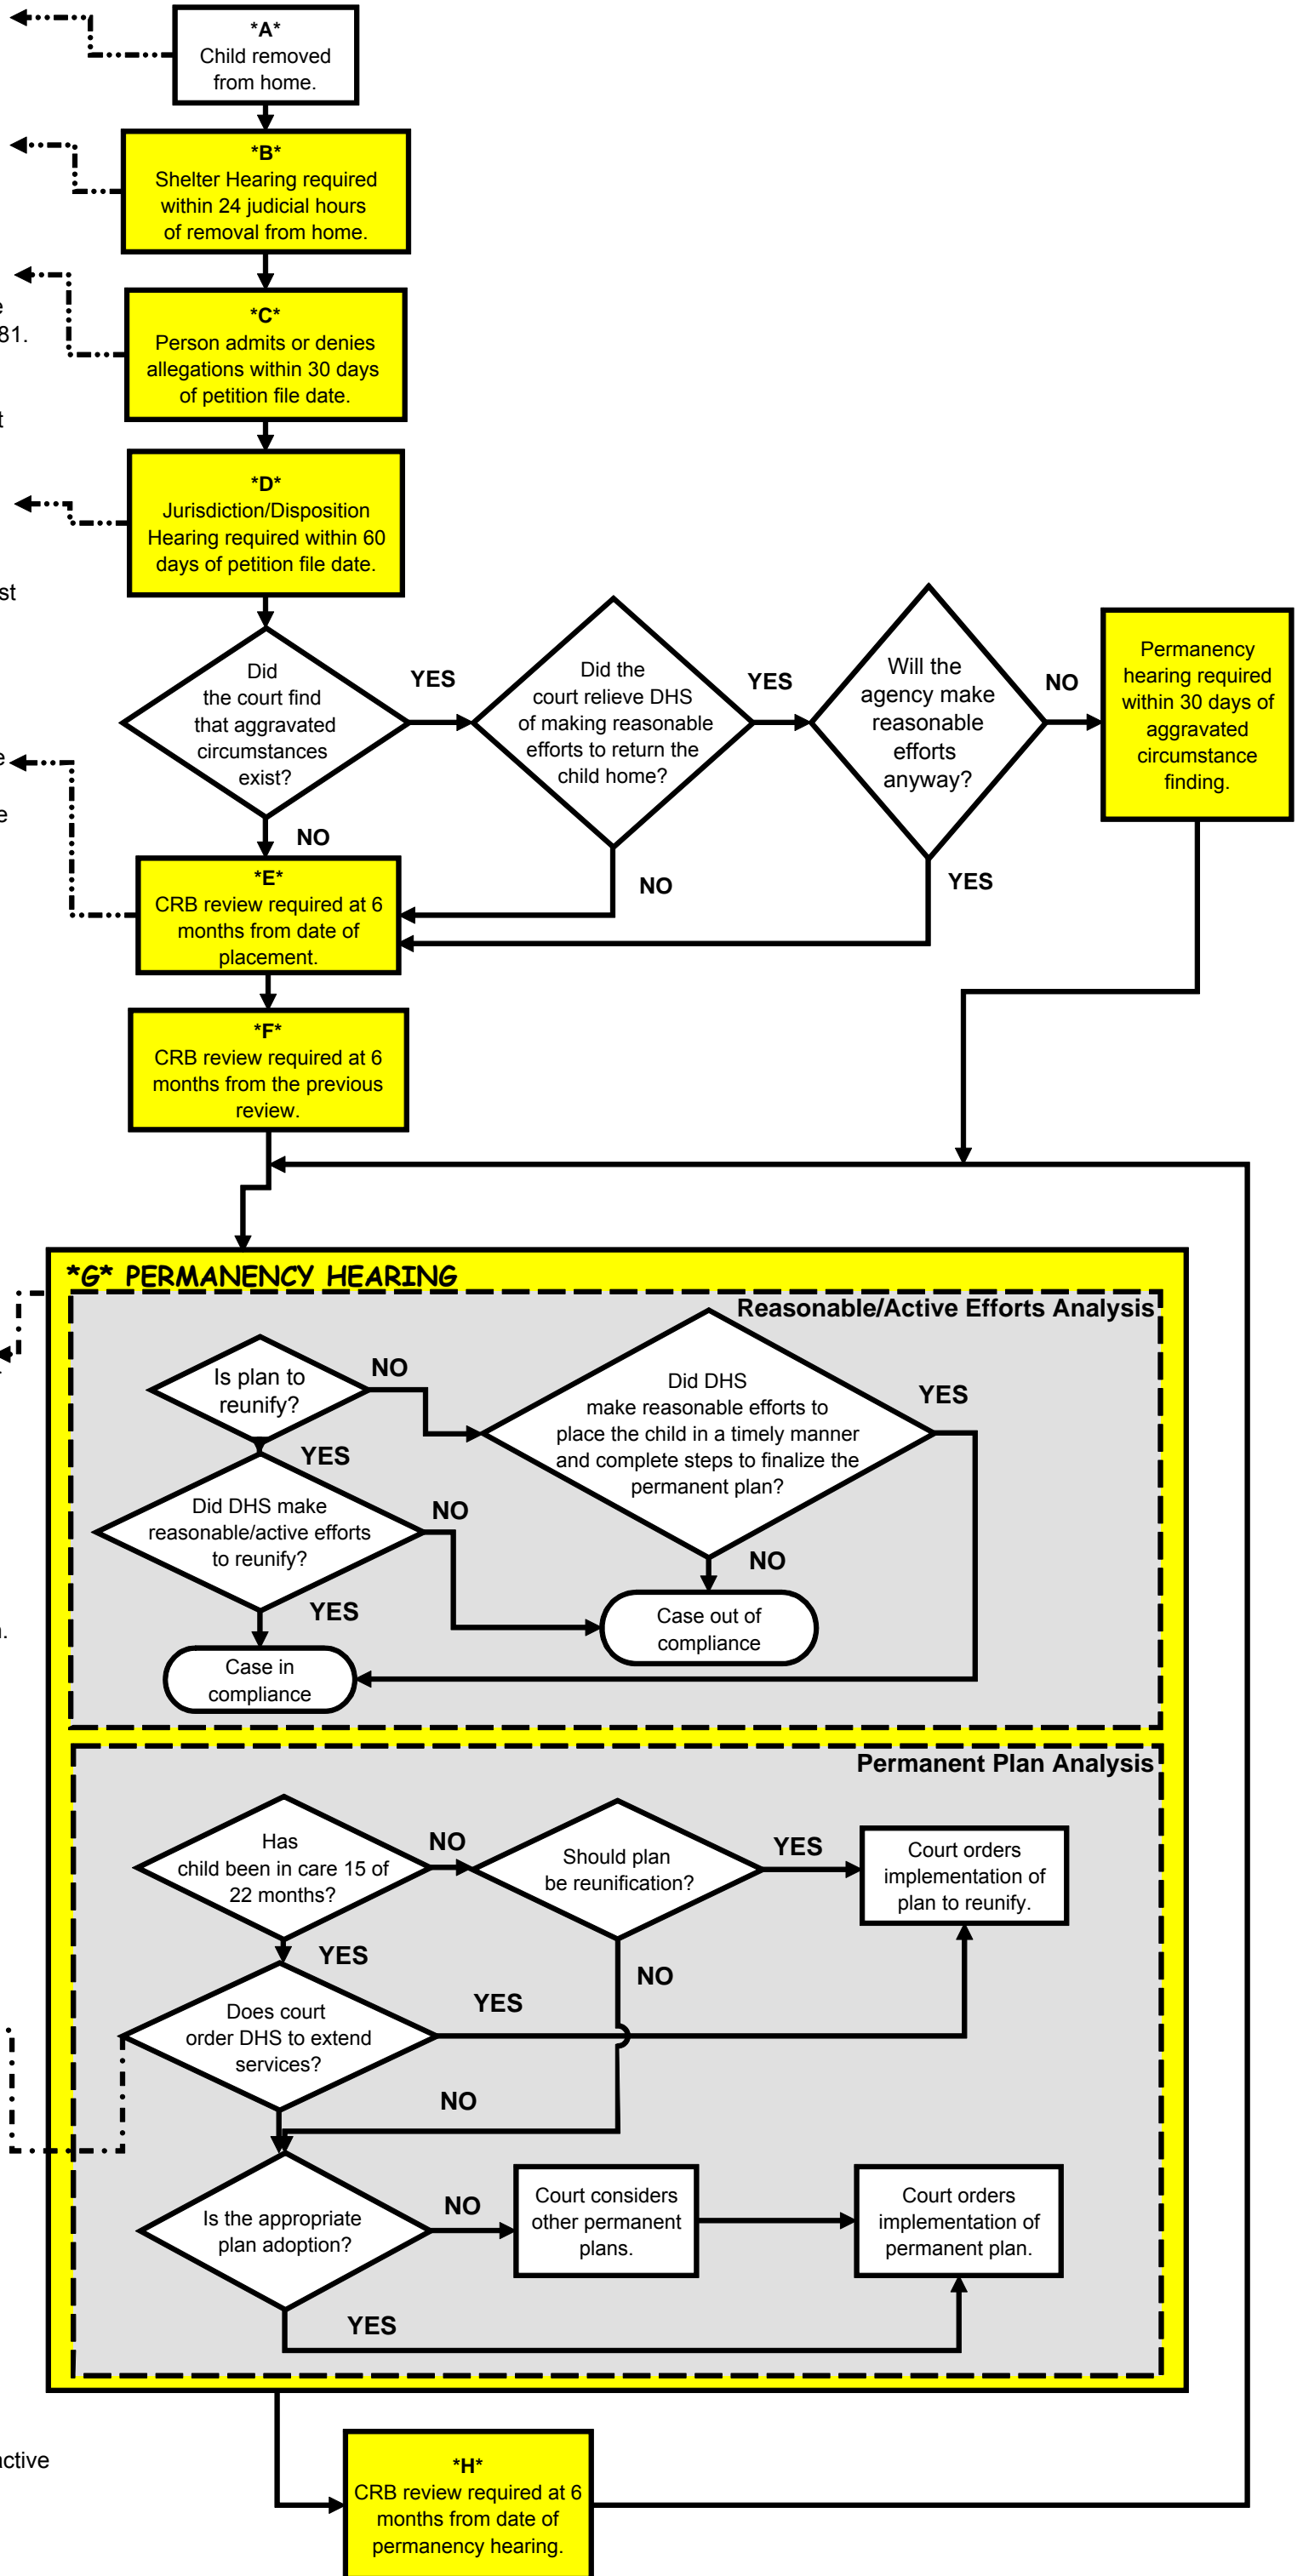 *A*
Child removed
from home.
*B*
Shelter Hearing required
within 24 judicial hours
of removal from home.
e
81.
*C*
Person admits or denies
allegations within 30 days
of petition file date.
t
*D*
Jurisdiction/Disposition
Hearing required within 60
days of petition file date.
st
Did
the court find
that aggravated
circumstances
exist?
YES
Did the
court relieve DHS
of making reasonable
efforts to return the
child home?
YES
Will the
agency make
reasonable
efforts
anyway?
NO
Permanency
hearing required
within 30 days of
aggravated
circumstance
finding.
e
e
NO
NO
YES
*E*
CRB review required at 6
months from date of
placement.
*F*
CRB review required at 6
months from the previous
review.
*G* PERMANENCY HEARING
Reasonable/Active Efforts Analysis
Is plan to
reunify?
NO
Did DHS
make reasonable efforts to
place the child in a timely manner
and complete steps to finalize the
permanent plan?
YES
YES
Did DHS make
reasonable/active efforts
to reunify?
NO
NO
YES
Case out of
compliance
Case in
compliance
Permanent Plan Analysis
Has
child been in care 15 of
22 months?
NO
Should plan
be reunification?
YES
Court orders
implementation of
plan to reunify.
YES
NO
Does court
order DHS to extend
services?
YES
NO
Is the appropriate
plan adoption?
NO
Court considers
other permanent
plans.
Court orders
implementation of
permanent plan.
YES
active
*H*
CRB review required at 6
months from date of
permanency hearing.